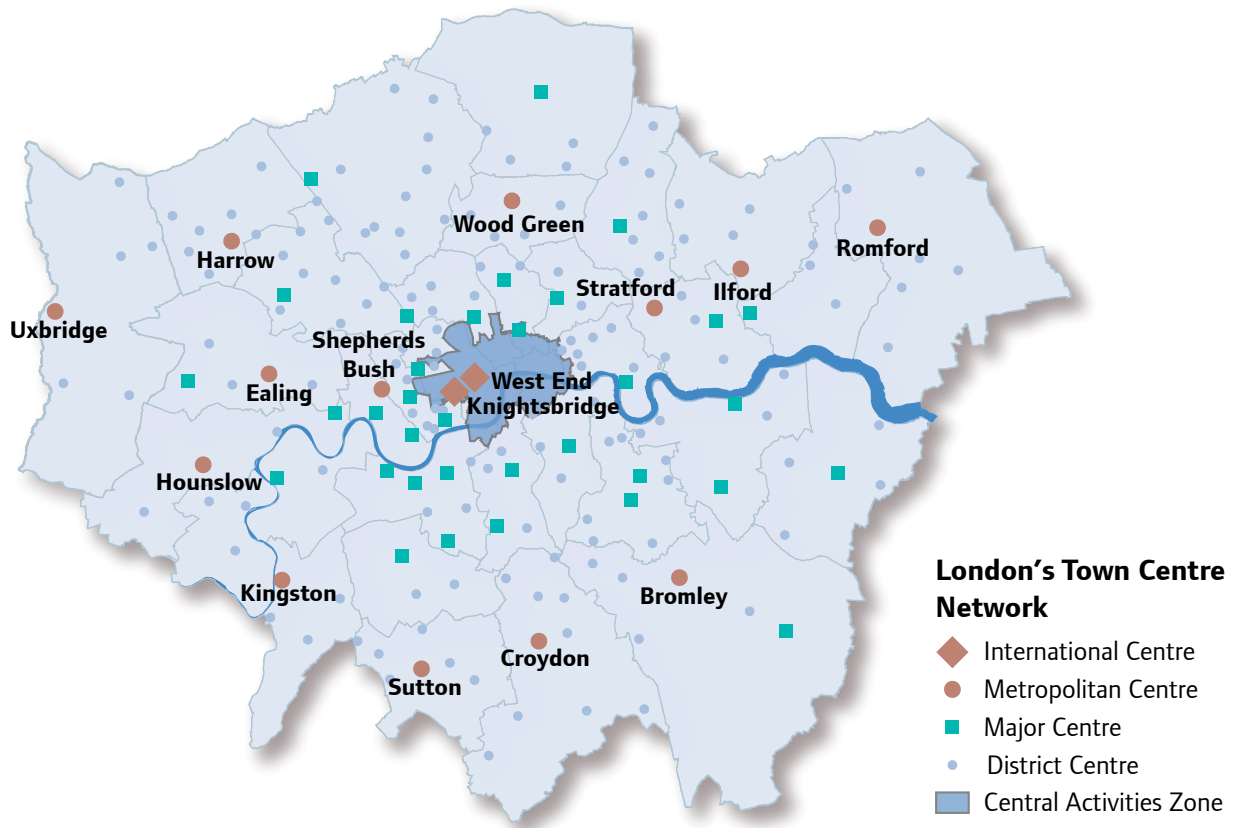 Wood Green
Harrow
Romford
Stratford
Ilford
Uxbridge
Shepherds
Bush
Ealing
West End
Knightsbridge
Hounslow
Kingston
Bromley
Croydon
Sutton
London's Town Centre
Network
International Centre
Metropolitan Centre
Major Centre
District Centre
Central Activities Zone